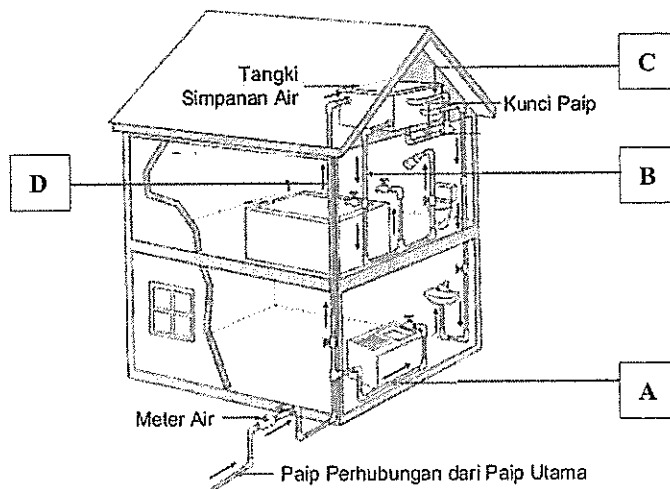 C
Tangki
Simpanan Air
Kunci Paip
D
B
A
Meter Air
Paip Perhubungan dari Paip Utama